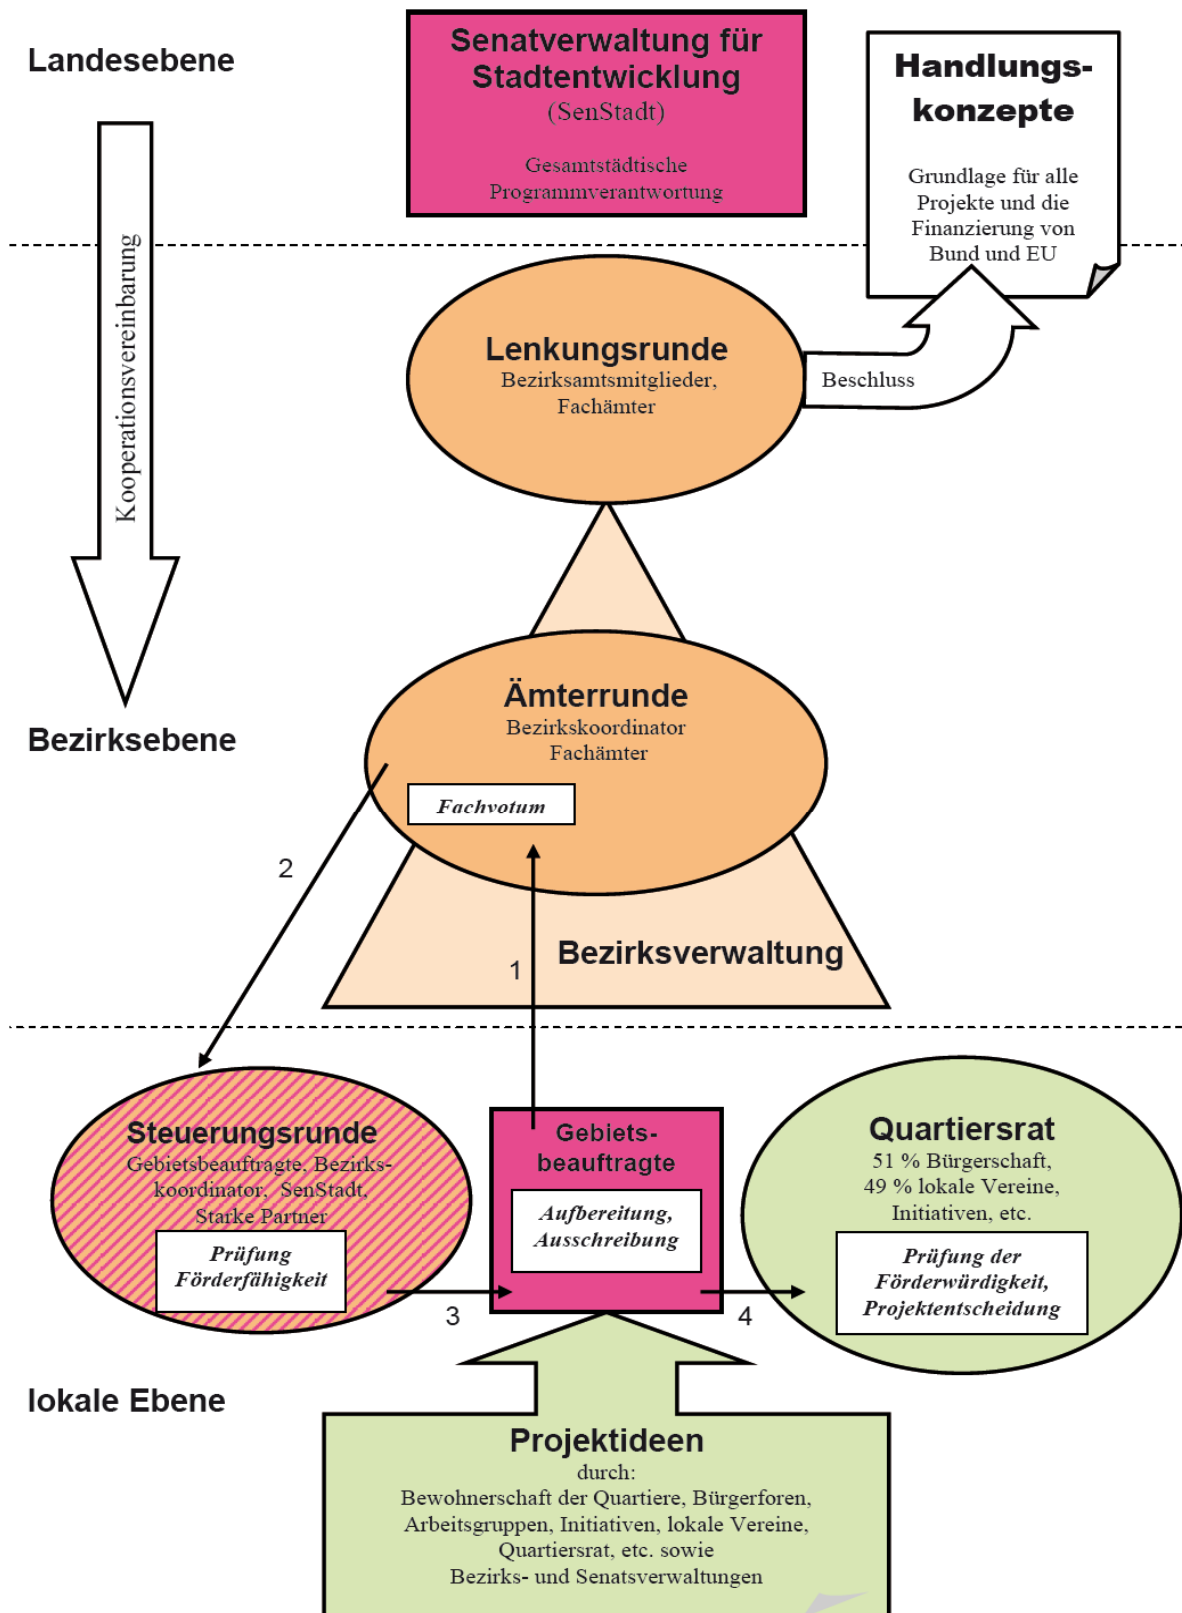 Landesebene
Senatverwaltung für
Stadtentwicklung
(SenStadt)
Gesamtstädtische
Programmverantwortung
Handlungs-
konzepte
Grundlage für alle
Projekte und die
Finanzierung von
Bund und EU
Kooperationsvereinbarung
Lenkungsrunde
Bezirksamtsmitglieder,
Fachämter
Beschluss
Ämterrunde
Bezirkskoordinator
Fachämter
Fachvotum
Bezirksebene
2
1
Bezirksverwaltung
Steuerungsrunde
Gebietsbeauftragte, Bezirks-
koordinator, SenStadt,
Starke Partner
Prüfung
Förderfähigkeit
3
Gebiets-
beauftragte
Aufbereitung,
Ausschreibung
4
Quartiersrat
51 % Bürgerschaft,
49 % lokale Vereine,
Initiativen, etc.
Prüfung der
Förderwürdigkeit,
Projektentscheidung
lokale Ebene
Projektideen
durch:
Bewohnerschaft der Quartiere, Bürgerforen,
Arbeitsgruppen, Initiativen, lokale Vereine,
Quartiersrat, etc. sowie
Bezirks- und Senatsverwaltungen